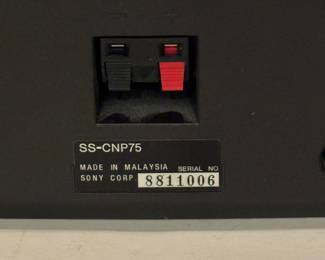 SS-CNP75
MADE IN MALAYSIA SERIAL NO
SONY CORP. 8811006